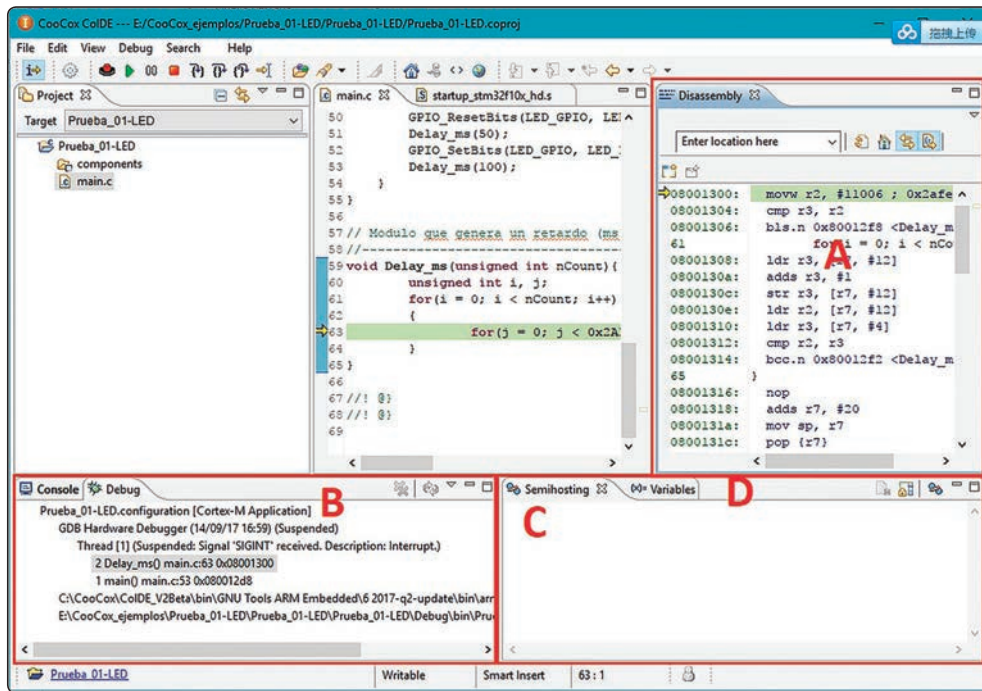 CooCox CoIDE --- E:/CooCox_ejemplos/Prueba_01-LED/Prueba_01-LED/Prueba_01-LED.coproj
拖拽上传
File Edit View Debug Search Help
Project
Target Prueba_01-LED
Prueba_01-LED
components
main.c
main.c startup_stm32f10x_hd.s
50 GPIO_ResetBits(LED_GPIO, LE
51 Delay_ms(50);
52 GPIO_SetBits(LED_GPIO, LED_
53 Delay_ms(100);
54 }
55 }
56
57 // Modulo que genera un retardo (ms
58 //-----------------------------------
59 void Delay_ms(unsigned int nCount){
60 unsigned int i, j;
61 for(i = 0; i < nCount; i++)
62 {
63 for(j = 0; j < 0x2A
64 }
65 }
66
67 //! @}
68 //! @}
69
Disassembly
Enter location here
08001300: movw r2, #11006 ; 0x2afe
08001304: cmp r3, r2
08001306: bls.n 0x80012f8 <Delay_m
61 for(i = 0; i < nCo
A
08001308: ldr r3, [r7, #12]
0800130a: adds r3, #1
0800130c: str r3, [r7, #12]
0800130e: ldr r2, [r7, #12]
08001310: ldr r3, [r7, #4]
08001312: cmp r2, r3
08001314: bcc.n 0x80012f2 <Delay_m
65 }
08001316: nop
08001318: adds r7, #20
0800131a: mov sp, r7
0800131c: pop {r7}
Console Debug
B
Prueba_01-LED.configuration [Cortex-M Application]
GDB Hardware Debugger (14/09/17 16:59) (Suspended)
Thread [1] (Suspended: Signal 'SIGINT' received. Description: Interrupt.)
2 Delay_ms() main.c:63 0x08001300
1 main() main.c:53 0x080012d8
C:\CooCox\CoIDE_V2Beta\bin\GNU Tools ARM Embedded\6 2017-q2-update\bin\arr
E:\CooCox_ejemplos\Prueba_01-LED\Prueba_01-LED\Prueba_01-LED\Debug\bin\Prue
Semihosting (x)= Variables
D
C
Prueba_01-LED Writable Smart Insert 63 : 1